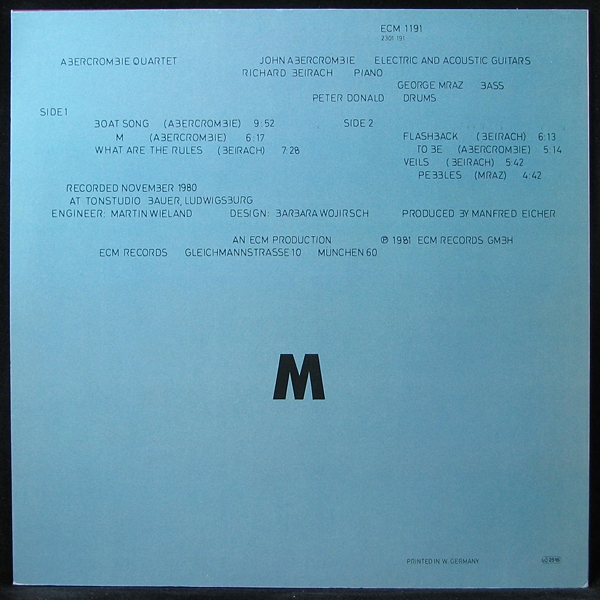 ECM 1191
2301 191
ABERCROMBIE QUARTET JOHN ABERCROMBIE ELECTRIC AND ACOUSTIC GUITARS
RICHARD BEIRACH PIANO
GEORGE MRAZ BASS
PETER DONALD DRUMS
SIDE 1
BOAT SONG (ABERCROMBIE) 9:52
M (ABERCROMBIE) 6:17
WHAT ARE THE RULES (BEIRACH) 7:28
SIDE 2
FLASHBACK (BEIRACH) 6:13
TO BE (ABERCROMBIE) 5:14
VEILS (BEIRACH) 5:42
PEBBLES (MRAZ) 4:42
RECORDED NOVEMBER 1980
AT TONSTUDIO BAUER, LUDWIGSBURG
ENGINEER: MARTIN WIELAND DESIGN: BARBARA WOJIRSCH PRODUCED BY MANFRED EICHER
AN ECM PRODUCTION ℗ 1981 ECM RECORDS GMBH
ECM RECORDS GLEICHMANNSTRASSE 10 MUNCHEN 60
M
PRINTED IN W. GERMANY